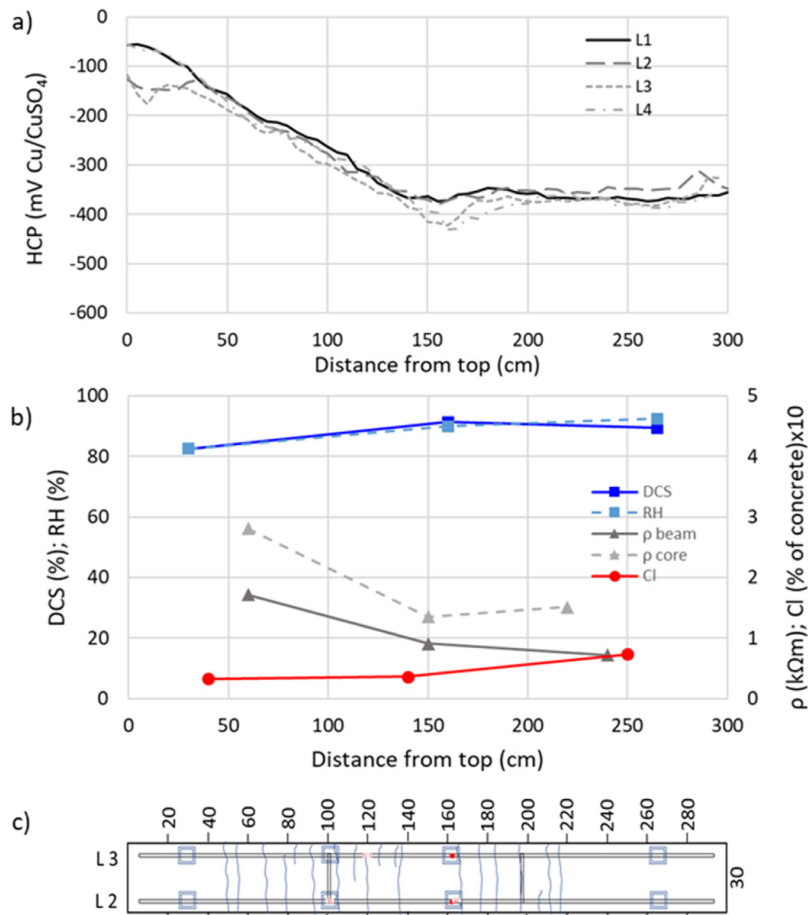 a)
-0
-100
-200
-300
-400
-500
-600
HCP (mV Cu/CuSO₄)
L1
L2
L3
L4
0 50 100 150 200 250 300
Distance from top (cm)
b)
100
80
60
40
20
0
DCS (%); RH (%)
5
4
3
2
1
0
ρ (kΩm); Cl (% of concrete)x10
DCS
RH
ρ beam
ρ core
Cl
0 50 100 150 200 250 300
Distance from top (cm)
c)
20 40 60 80 100 120 140 160 180 200 220 240 260 280
L 3
L 2
30